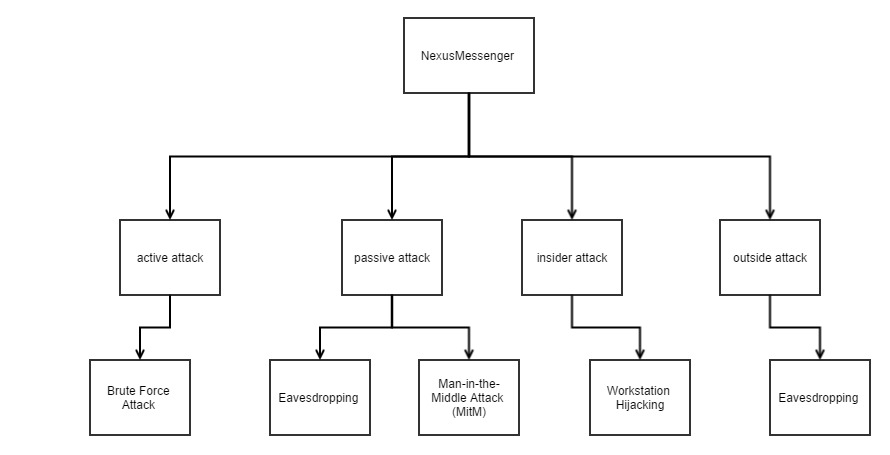 NexusMessenger
active attack
passive attack
insider attack
outside attack
Brute Force
Attack
Eavesdropping
Man-in-the-
Middle Attack
(MitM)
Workstation
Hijacking
Eavesdropping